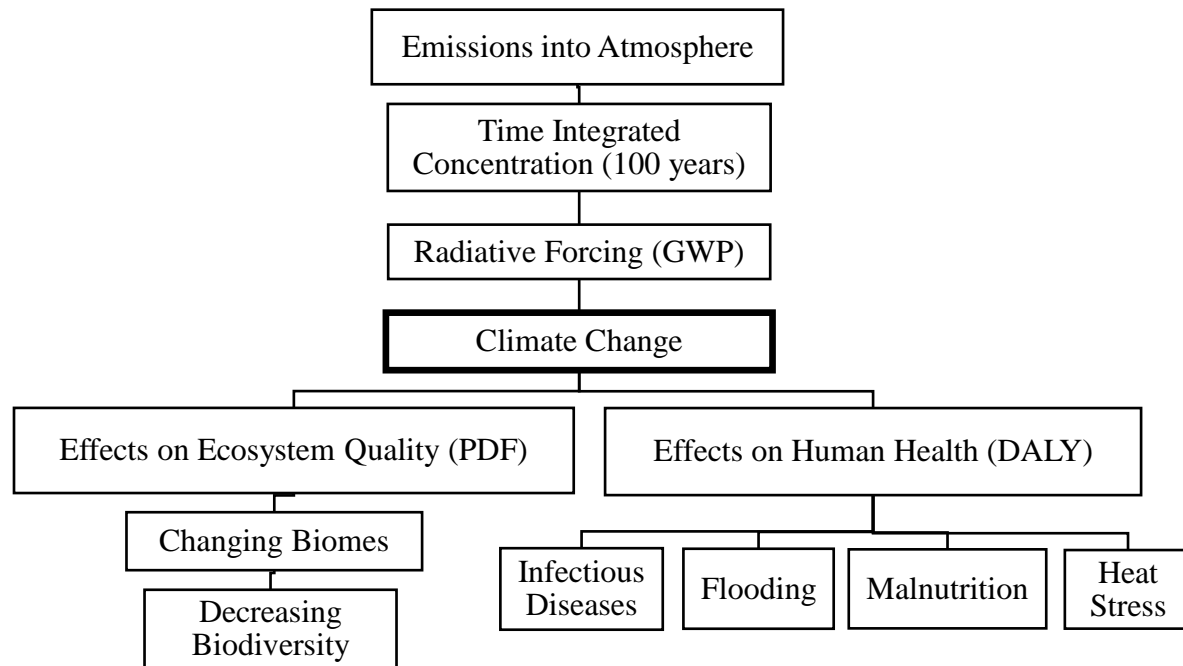 Emissions into Atmosphere
Time Integrated
Concentration (100 years)
Radiative Forcing (GWP)
Climate Change
Effects on Ecosystem Quality (PDF)
Effects on Human Health (DALY)
Changing Biomes
Decreasing
Biodiversity
Infectious
Diseases
Flooding
Malnutrition
Heat
Stress